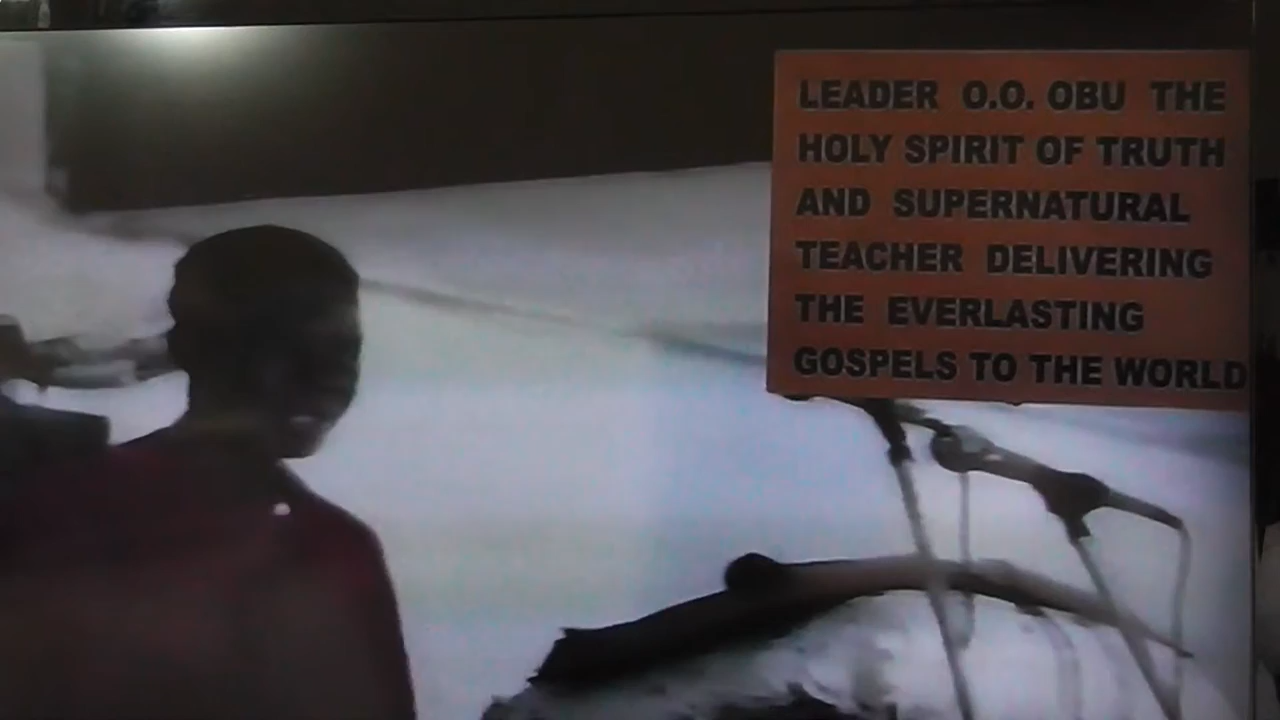 LEADER O.O. OBU THE
HOLY SPIRIT OF TRUTH
AND SUPERNATURAL
TEACHER DELIVERING
THE EVERLASTING
GOSPELS TO THE WORLD